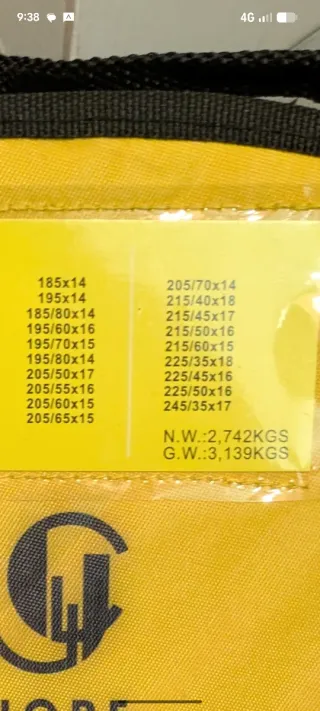 9:38
4G
185x14
195x14
185/80x14
195/60x16
195/70x15
195/80x14
205/50x17
205/55x16
205/60x15
205/65x15
205/70x14
215/40x18
215/45x17
215/50x16
215/60x15
225/35x18
225/45x16
225/50x16
245/35x17
N.W.:2,742KGS
G.W.:3,139KGS